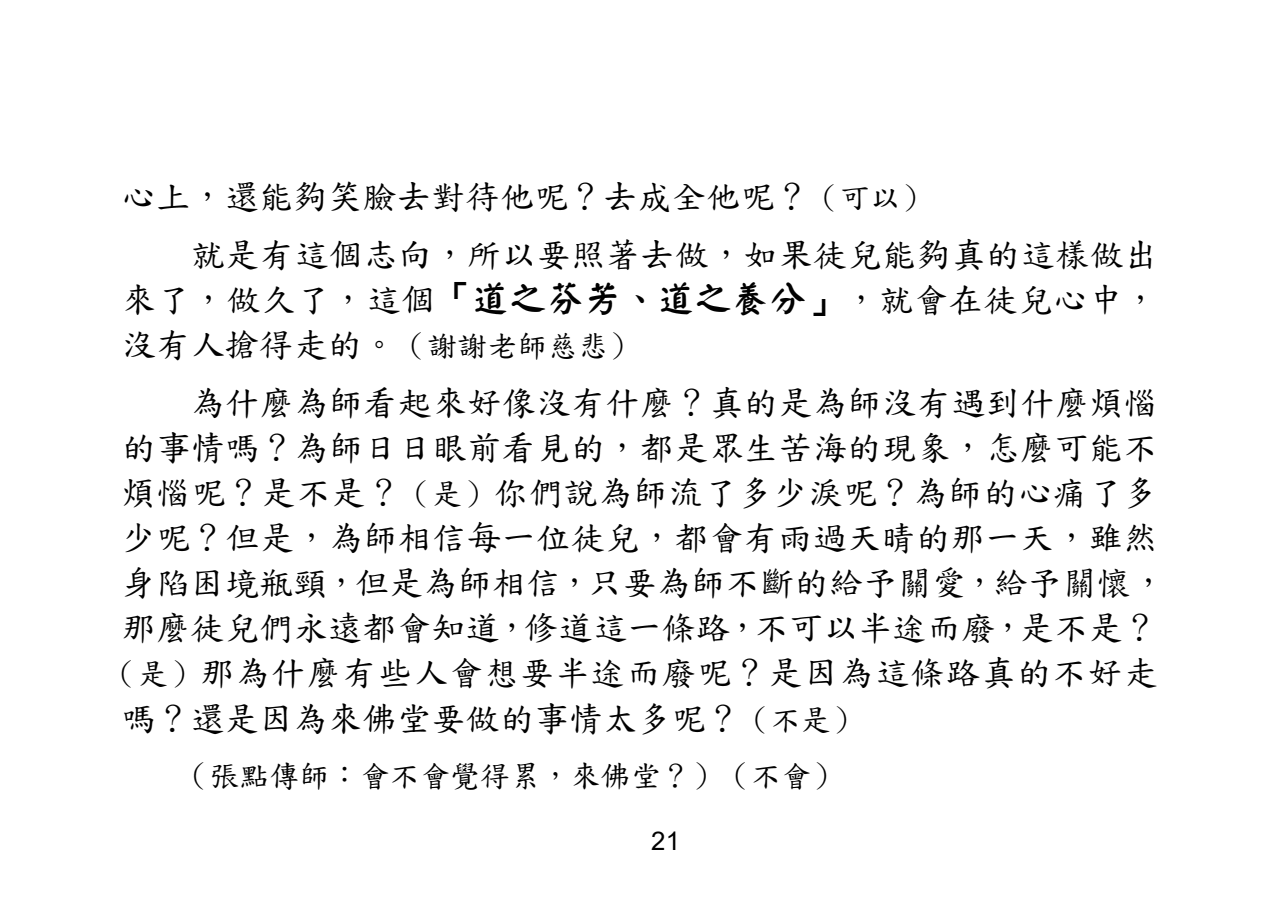 心上，還能夠笑臉去對待他呢？去成全他呢？（可以）
就是有這個志向，所以要照著去做，如果徒兒能夠真的這樣做出
來了，做久了，這個「道之芬芳、道之養分」，就會在徒兒心中，
沒有人搶得走的。（謝謝老師慈悲）
為什麼為師看起來好像沒有什麼？真的是為師沒有遇到什麼煩惱
的事情嗎？為師日日眼前看見的，都是眾生苦海的現象，怎麼可能不
煩惱呢？是不是？（是）你們說為師流了多少淚呢？為師的心痛了多
少呢？但是，為師相信每一位徒兒，都會有雨過天晴的那一天，雖然
身陷困境瓶頸，但是為師相信，只要為師不斷的給予關愛，給予關懷，
那麼徒兒們永遠都會知道，修道這一條路，不可以半途而廢，是不是？
（是）那為什麼有些人會想要半途而廢呢？是因為這條路真的不好走
嗎？還是因為來佛堂要做的事情太多呢？（不是）
（張點傳師：會不會覺得累，來佛堂？）（不會）
21